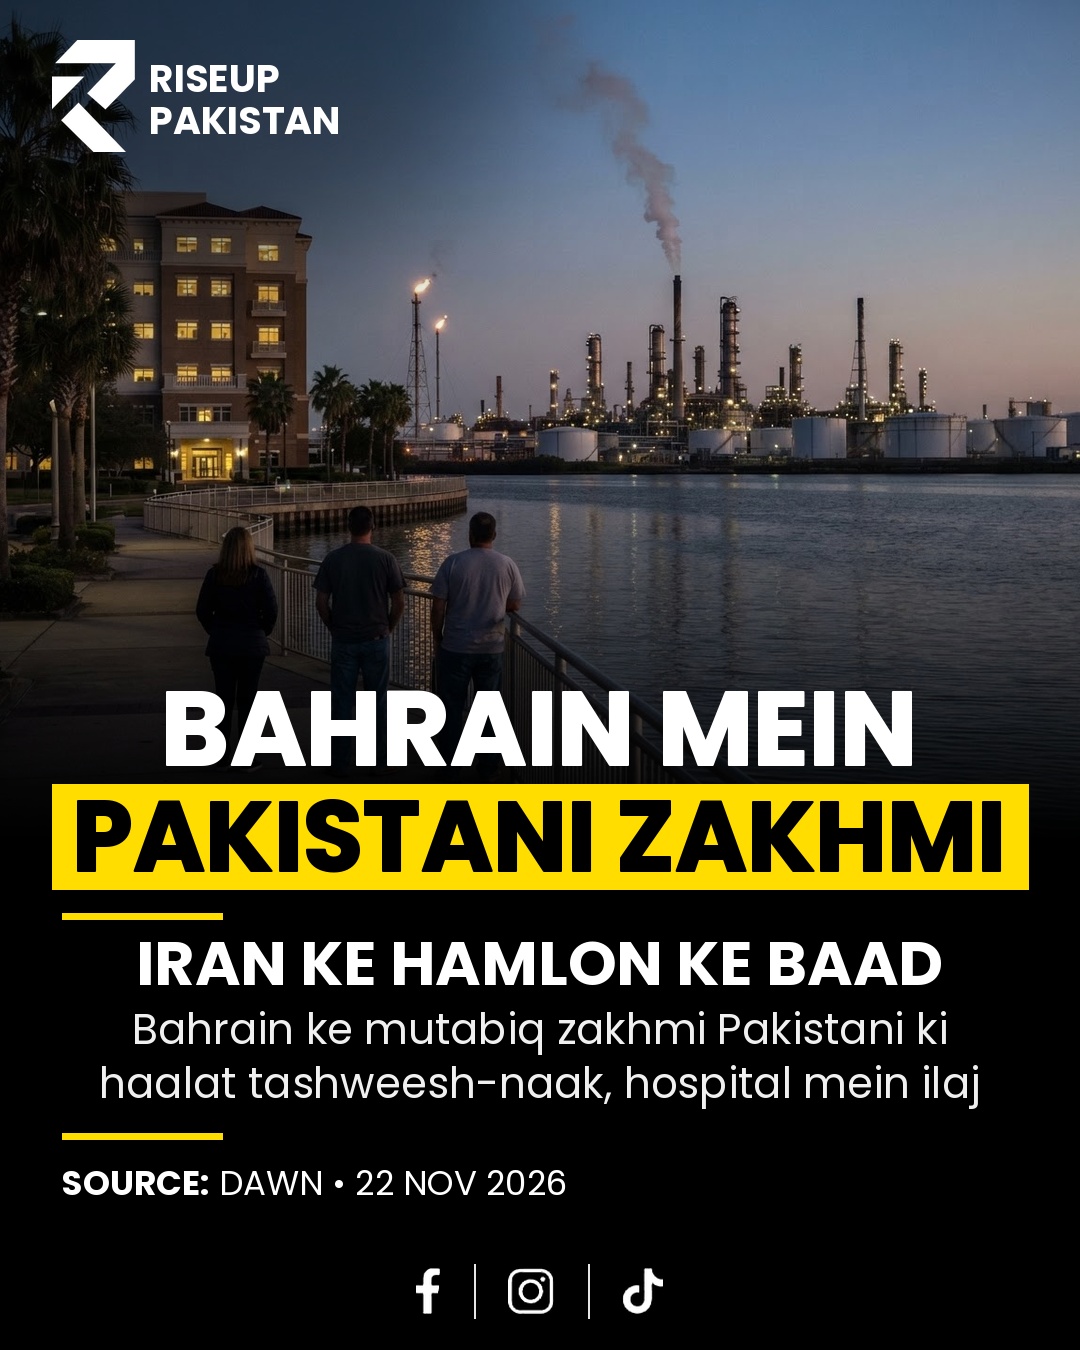 RISEUP
PAKISTAN
BAHRAIN MEIN
PAKISTANI ZAKHMI
IRAN KE HAMLON KE BAAD
Bahrain ke mutabiq zakhmi Pakistani ki
haalat tashweesh-naak, hospital mein ilaj
SOURCE: DAWN • 22 NOV 2026